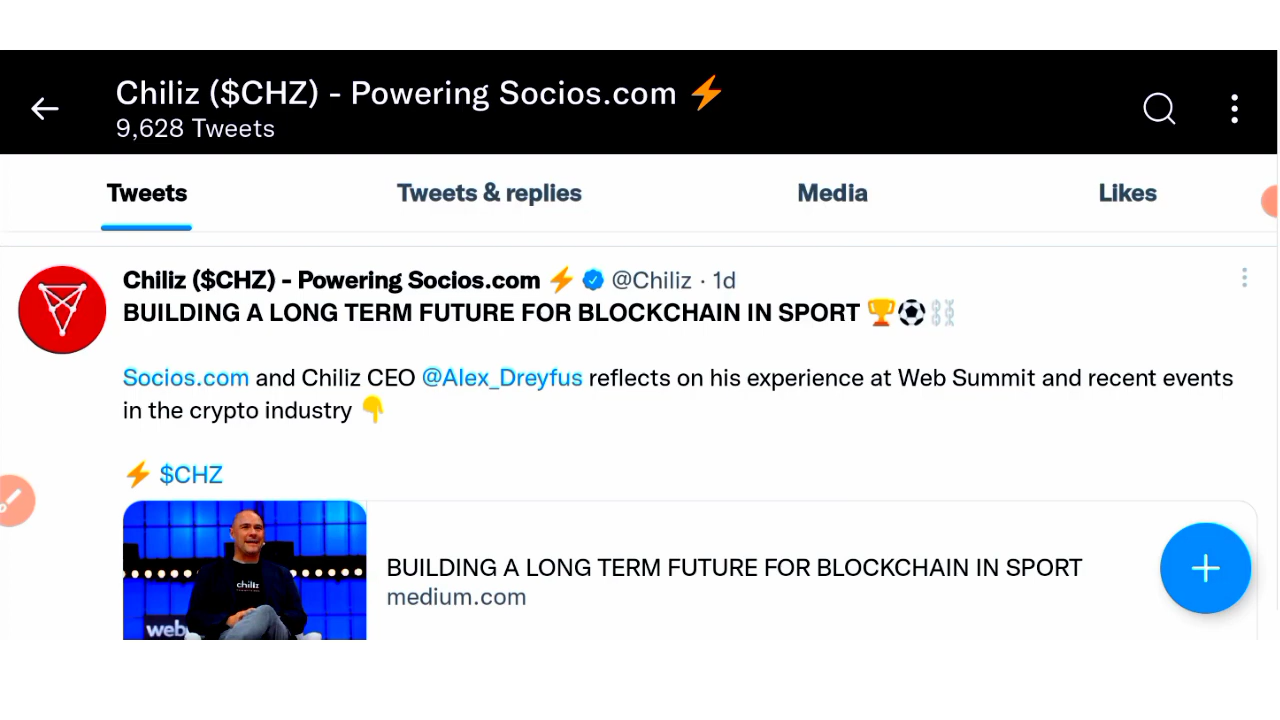 Chiliz ($CHZ) - Powering Socios.com ⚡
9,628 Tweets
Tweets Tweets & replies Media Likes
Chiliz ($CHZ) - Powering Socios.com ⚡ @Chiliz · 1d
BUILDING A LONG TERM FUTURE FOR BLOCKCHAIN IN SPORT 🏆⚽⛓
Socios.com and Chiliz CEO @Alex_Dreyfus reflects on his experience at Web Summit and recent events
in the crypto industry 👇
⚡ $CHZ
chiliz
web
BUILDING A LONG TERM FUTURE FOR BLOCKCHAIN IN SPORT
medium.com